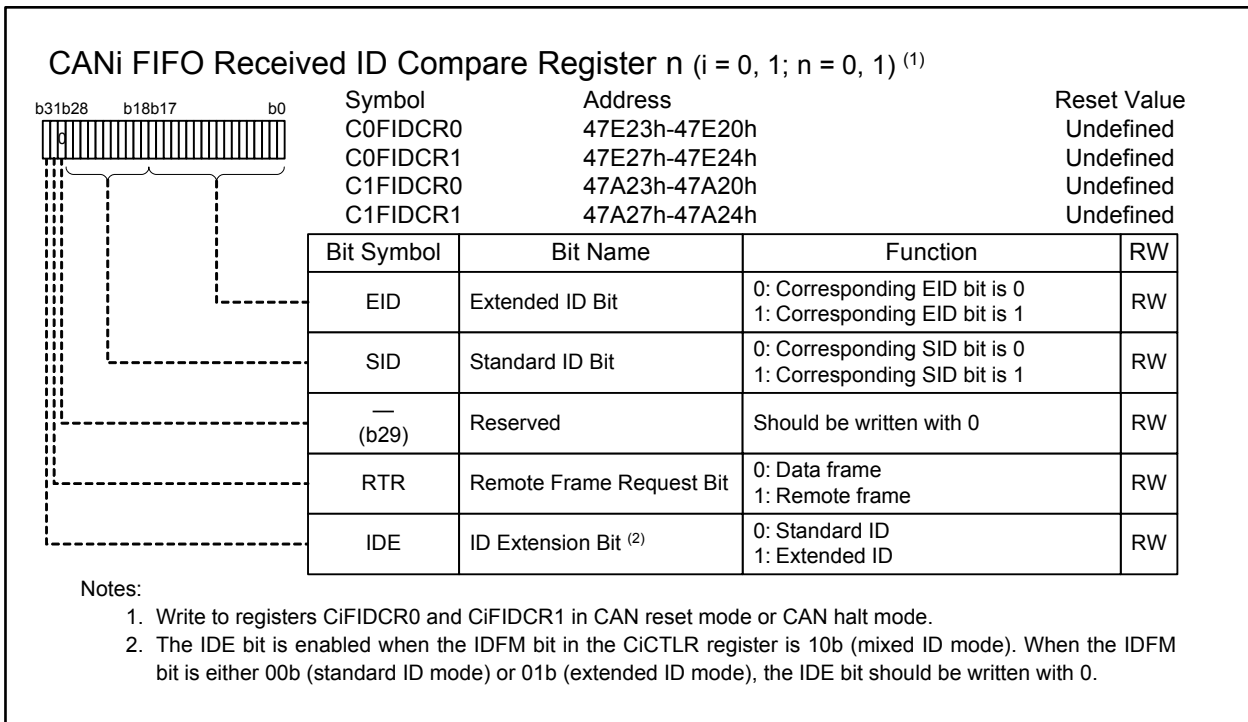 CANi FIFO Received ID Compare Register n (i = 0, 1; n = 0, 1) (1)
b31b28 b18b17 b0
0
Symbol Address Reset Value
C0FIDCR0 47E23h-47E20h Undefined
C0FIDCR1 47E27h-47E24h Undefined
C1FIDCR0 47A23h-47A20h Undefined
C1FIDCR1 47A27h-47A24h Undefined
Bit Symbol Bit Name Function RW
EID Extended ID Bit 0: Corresponding EID bit is 0 RW
1: Corresponding EID bit is 1
SID Standard ID Bit 0: Corresponding SID bit is 0 RW
1: Corresponding SID bit is 1
—
(b29) Reserved Should be written with 0 RW
RTR Remote Frame Request Bit 0: Data frame RW
1: Remote frame
IDE ID Extension Bit (2) 0: Standard ID RW
1: Extended ID
Notes:
1. Write to registers CiFIDCR0 and CiFIDCR1 in CAN reset mode or CAN halt mode.
2. The IDE bit is enabled when the IDFM bit in the CiCTLR register is 10b (mixed ID mode). When the IDFM
bit is either 00b (standard ID mode) or 01b (extended ID mode), the IDE bit should be written with 0.